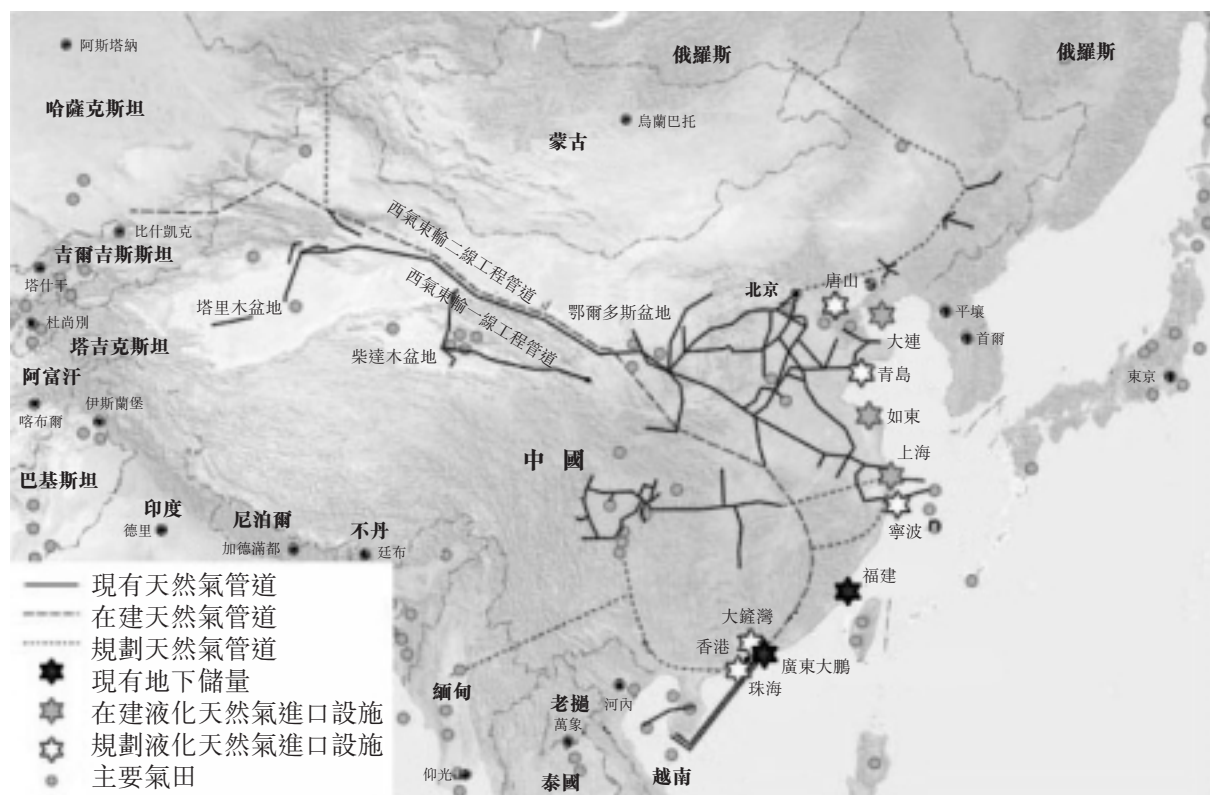 阿斯塔納
俄羅斯
俄羅斯
哈薩克斯坦
烏蘭巴托
蒙古
西氣東輸二線工程管道
比什凱克
吉爾吉斯斯坦
塔什干
塔里木盆地
西氣東輸一線工程管道
鄂爾多斯盆地
北京
唐山
平壤
杜尚別
大連
首爾
塔吉克斯坦
柴達木盆地
青島
東京
阿富汗
喀布爾
伊斯蘭堡
如東
中國
上海
巴基斯坦
印度
德里
尼泊爾
加德滿都
不丹
廷布
寧波
福建
現有天然氣管道
在建天然氣管道
規劃天然氣管道
現有地下儲量
在建液化天然氣進口設施
規劃液化天然氣進口設施
主要氣田
大鏟灣
香港
廣東大鵬
珠海
緬甸
老撾
萬象
河內
仰光
泰國
越南